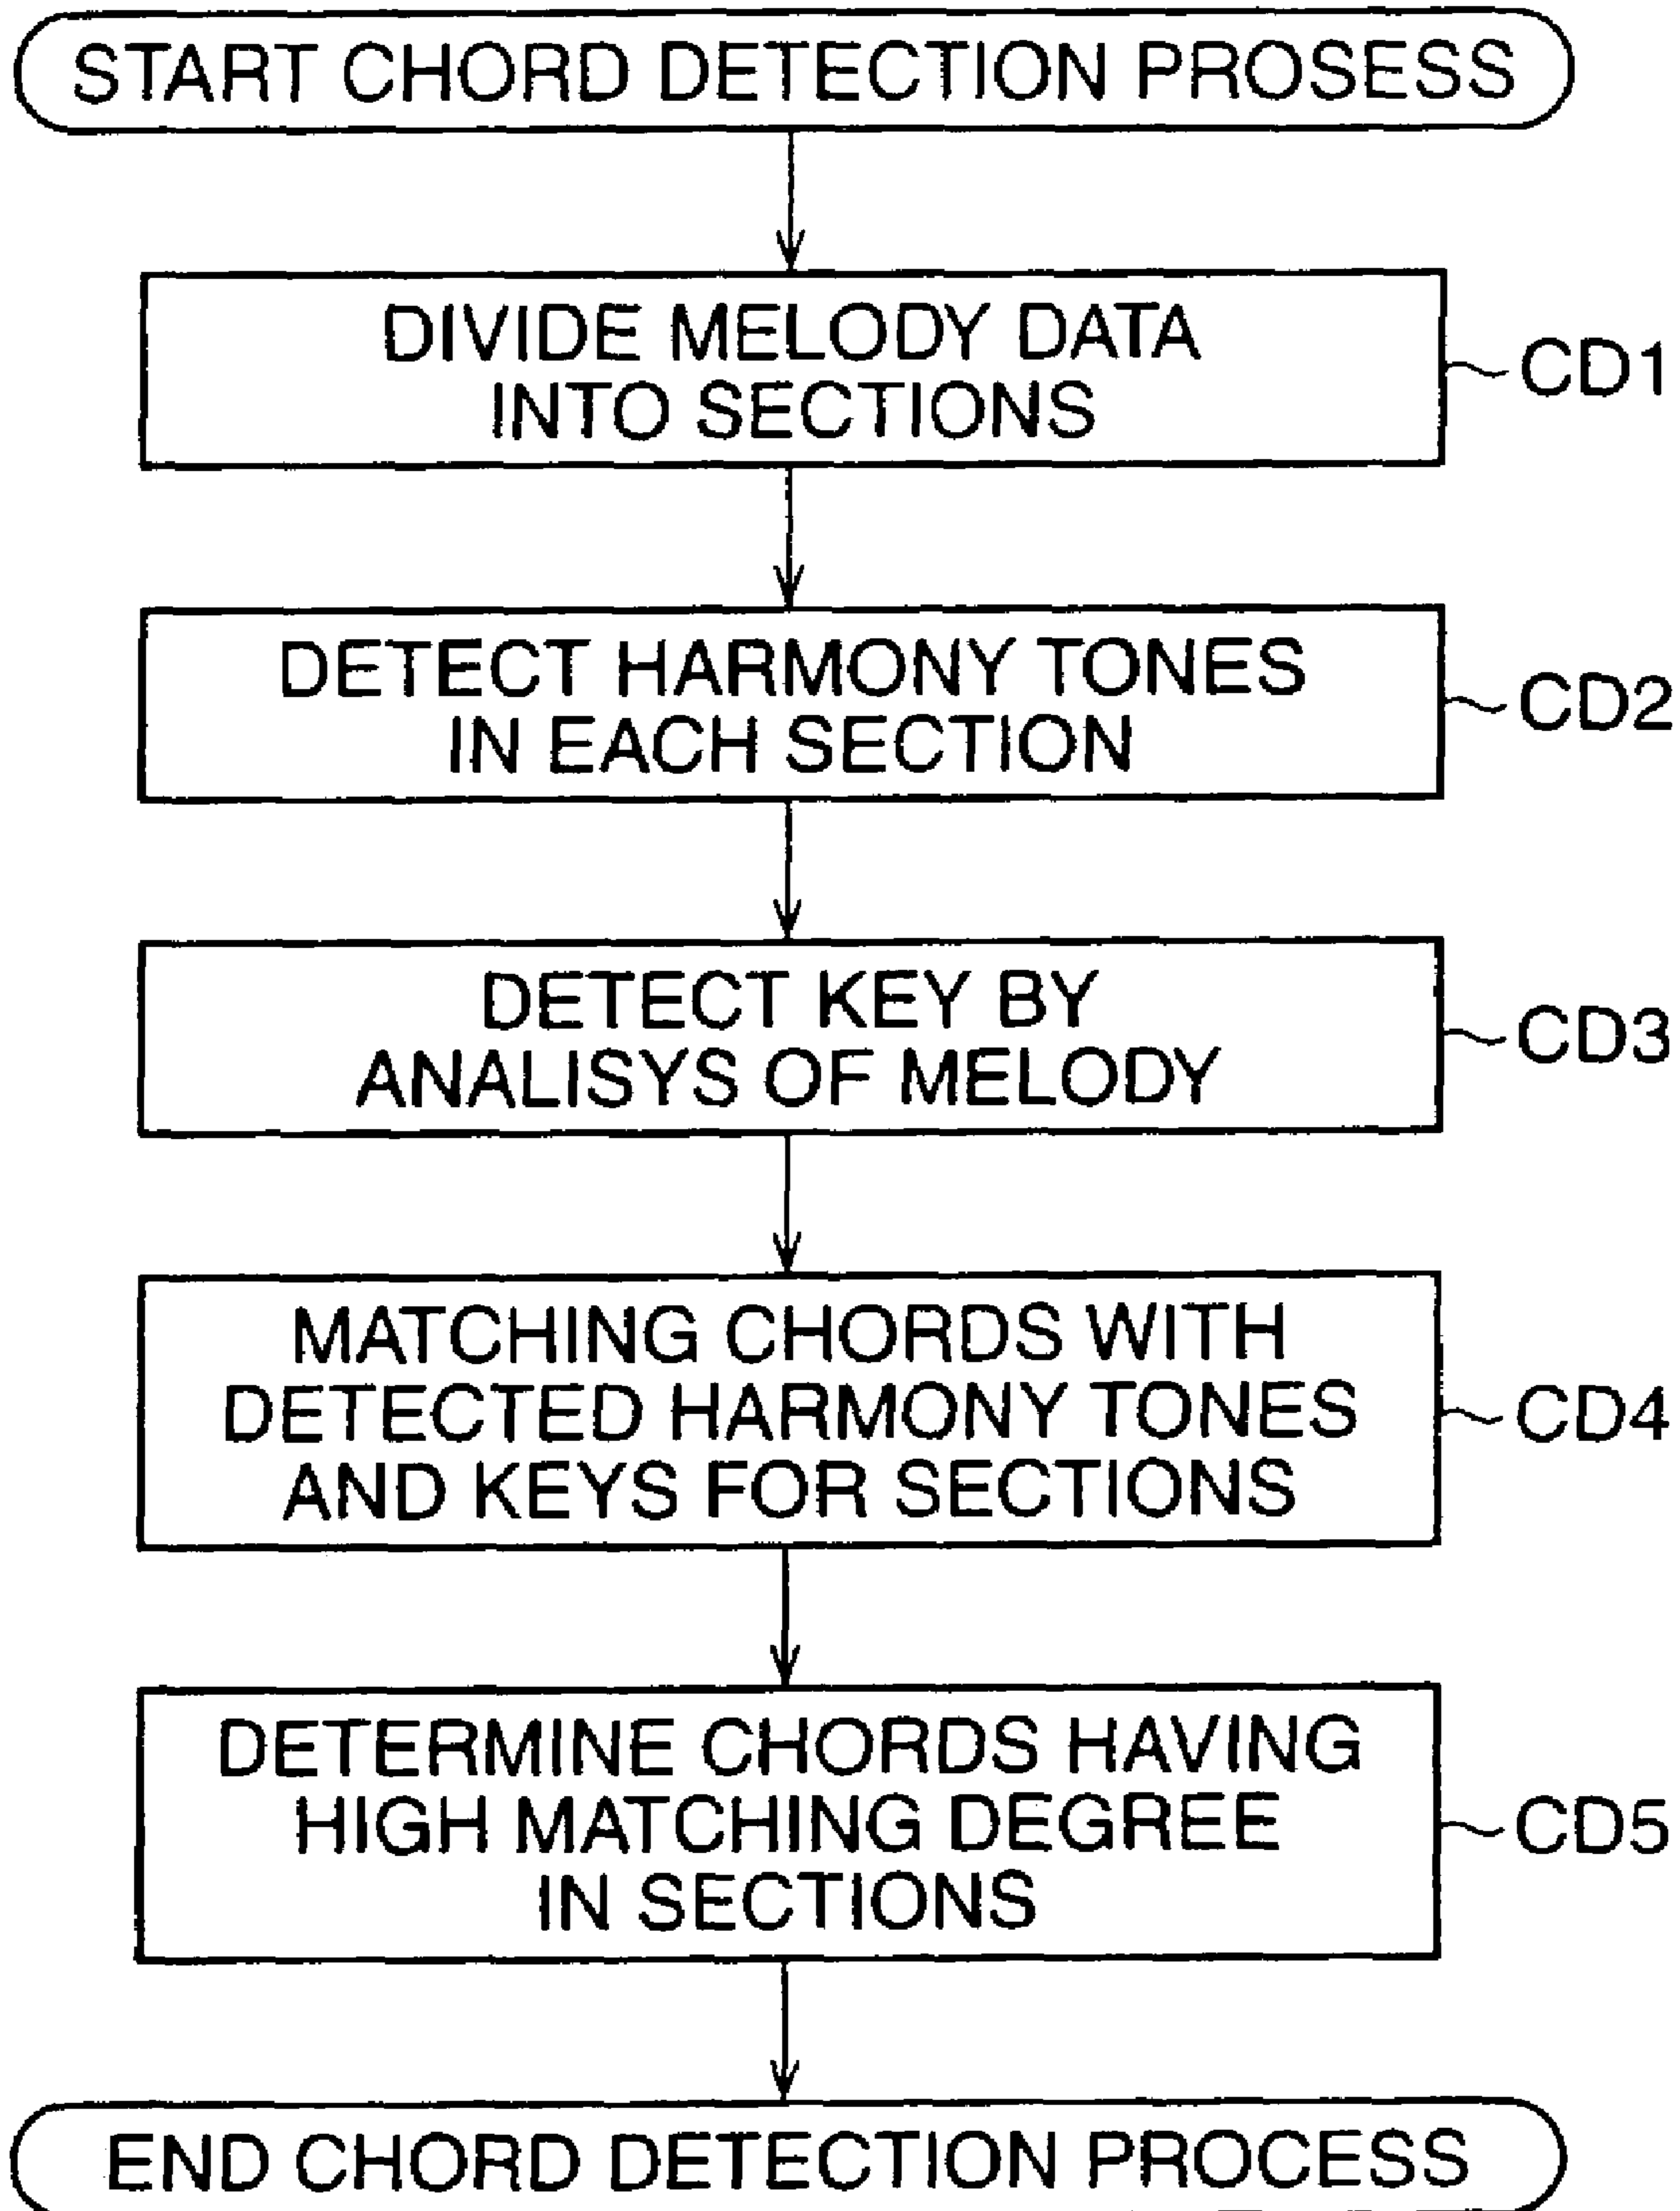 START CHORD DETECTION PROSESS
DIVIDE MELODY DATA
INTO SECTIONS
CD1
DETECT HARMONY TONES
IN EACH SECTION
CD2
DETECT KEY BY
ANALISYS OF MELODY
CD3
MATCHING CHORDS WITH
DETECTED HARMONY TONES
AND KEYS FOR SECTIONS
CD4
DETERMINE CHORDS HAVING
HIGH MATCHING DEGREE
IN SECTIONS
CD5
END CHORD DETECTION PROCESS